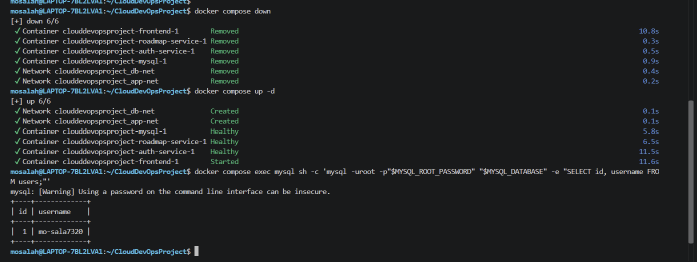 mosalah@LAPTOP-7BL2LVA1:~/CloudDevOpsProject$
mosalah@LAPTOP-7BL2LVA1:~/CloudDevOpsProject$ docker compose down
[+] down 6/6
✓ Container clouddevopsproject-frontend-1 Removed 10.8s
✓ Container clouddevopsproject-roadmap-service-1 Removed 0.3s
✓ Container clouddevopsproject-auth-service-1 Removed 0.5s
✓ Container clouddevopsproject-mysql-1 Removed 0.9s
✓ Network clouddevopsproject_db-net Removed 0.4s
✓ Network clouddevopsproject_app-net Removed 0.2s
mosalah@LAPTOP-7BL2LVA1:~/CloudDevOpsProject$ docker compose up -d
[+] up 6/6
✓ Network clouddevopsproject_db-net Created 0.1s
✓ Network clouddevopsproject_app-net Created 0.1s
✓ Container clouddevopsproject-mysql-1 Healthy 5.8s
✓ Container clouddevopsproject-roadmap-service-1 Healthy 6.5s
✓ Container clouddevopsproject-auth-service-1 Healthy 11.5s
✓ Container clouddevopsproject-frontend-1 Started 11.6s
mosalah@LAPTOP-7BL2LVA1:~/CloudDevOpsProject$ docker compose exec mysql sh -c 'mysql -uroot -p"$MYSQL_ROOT_PASSWORD" "$MYSQL_DATABASE" -e "SELECT id, username FRO
M users;"'
mysql: [Warning] Using a password on the command line interface can be insecure.
+----+-------------+
| id | username |
+----+-------------+
| 1 | mo-sala7320 |
+----+-------------+
mosalah@LAPTOP-7BL2LVA1:~/CloudDevOpsProject$